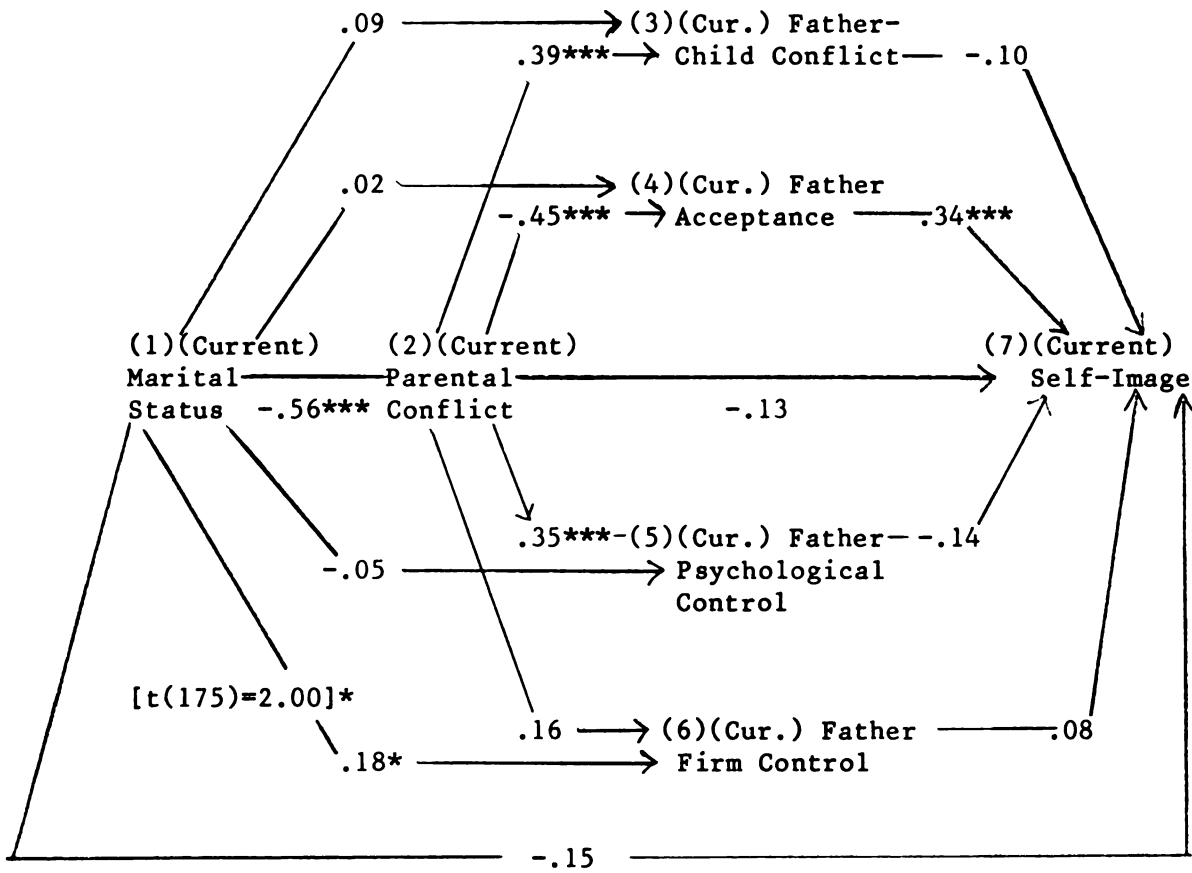 .09 (3)(Cur.) Father-
.39*** Child Conflict -.10
.02 (4)(Cur.) Father
-.45*** Acceptance .34***
(1)(Current) (2)(Current) (7)(Current)
Marital Parental Self-Image
Status -.56*** Conflict -.13
.35*** (5)(Cur.) Father -.14
-.05 Psychological
Control
[t(175)=2.00]*
.16 (6)(Cur.) Father .08
.18* Firm Control
-.15